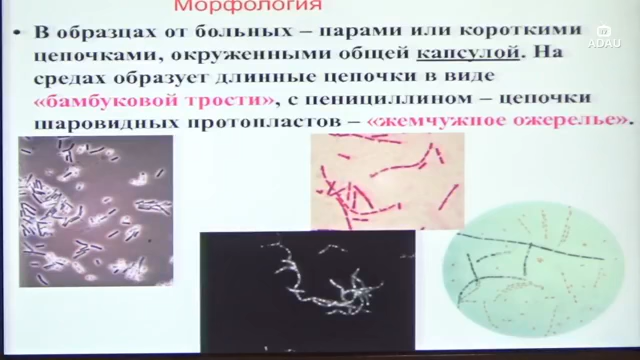 Морфология
• В образцах от больных – парами или короткими
цепочками, окруженными общей капсулой. На
средах образует длинные цепочки в виде
«бамбуковой трости», с пенициллином – цепочки
шаровидных протопластов – «жемчужное ожерелье».
ADAU